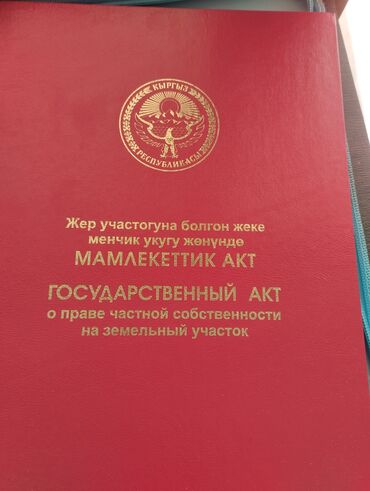 КЫРГЫЗ
РЕСПУБЛИКАСЫ
Жер участогуна болгон жеке
менчик укугу жөнүндө
МАМЛЕКЕТТИК АКТ
ГОСУДАРСТВЕННЫЙ АКТ
о праве частной собственности
на земельный участок